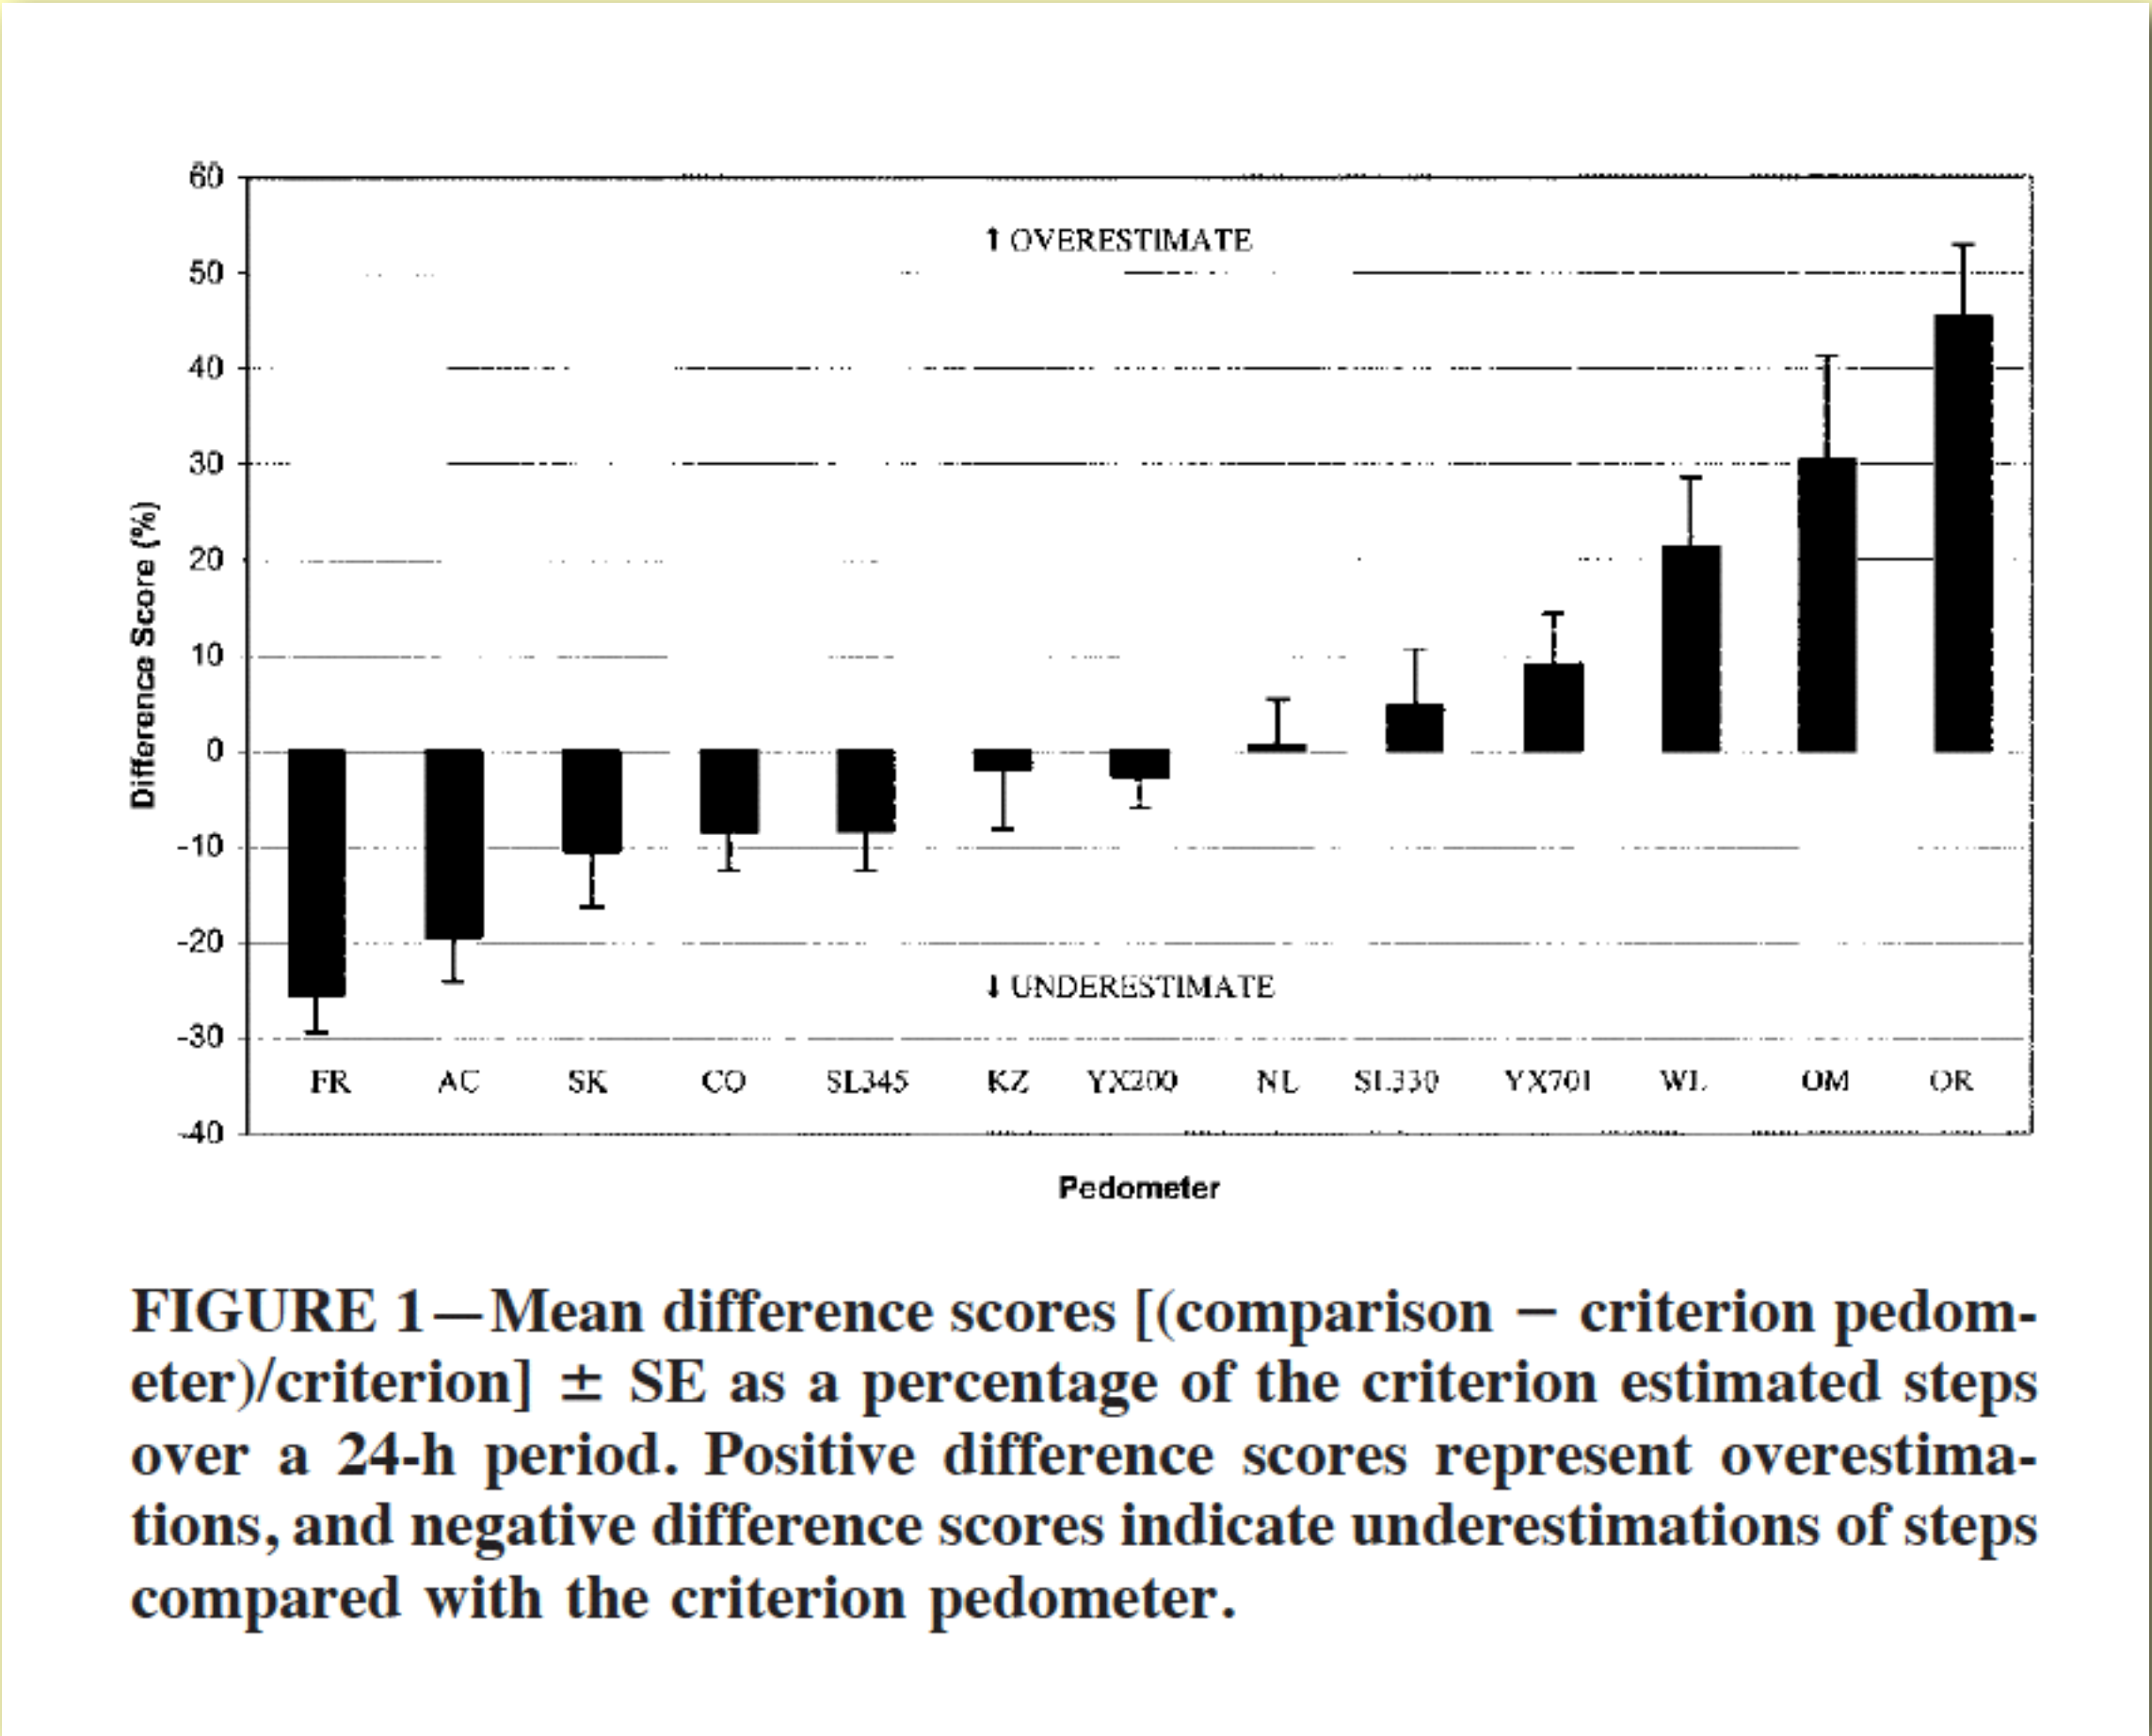 60
↑ OVERESTIMATE
50
40
30
20
10
0
-10
-20
↓ UNDERESTIMATE
-30
FR AC SK CO SL345 KZ YX200 NL SL330 YX701 WL OM OR
-40
Difference Score (%)
Pedometer
FIGURE 1—Mean difference scores [(comparison − criterion pedom-
eter)/criterion] ± SE as a percentage of the criterion estimated steps
over a 24-h period. Positive difference scores represent overestima-
tions, and negative difference scores indicate underestimations of steps
compared with the criterion pedometer.